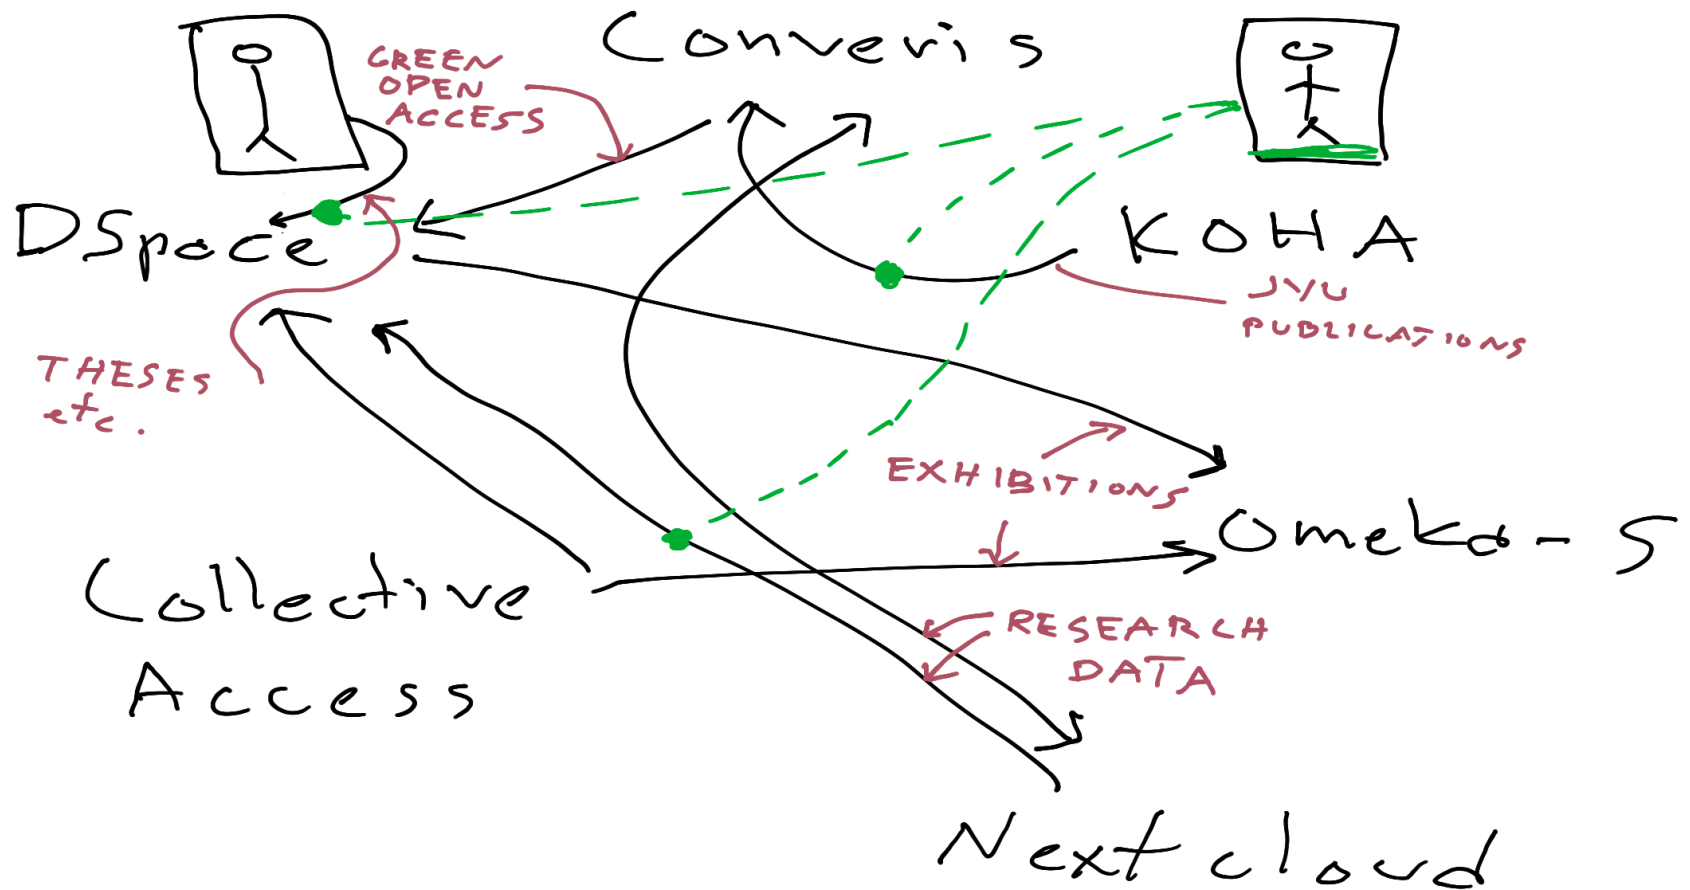 Converis
GREEN
OPEN
ACCESS
DSpace
KOHA
JYU
PUBLICATIONS
THESES
etc.
EXHIBITIONS
Omeka-S
Collective
Access
RESEARCH
DATA
Nextcloud